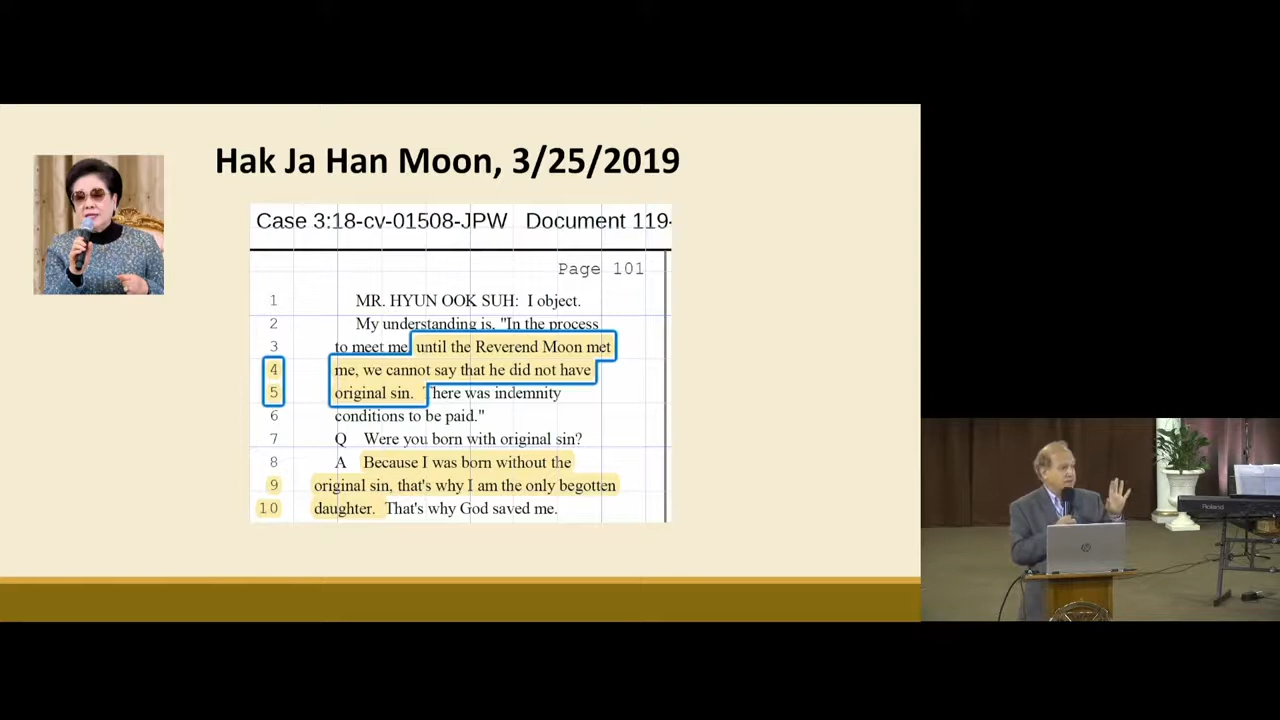 Hak Ja Han Moon, 3/25/2019
Case 3:18-cv-01508-JPW Document 119-
Page 101
1 MR. HYUN OOK SUH: I object.
2 My understanding is, "In the process
3 to meet me, until the Reverend Moon met
4 me, we cannot say that he did not have
5 original sin. There was indemnity
6 conditions to be paid."
7 Q Were you born with original sin?
8 A Because I was born without the
9 original sin, that's why I am the only begotten
10 daughter. That's why God saved me.
Roland
hp